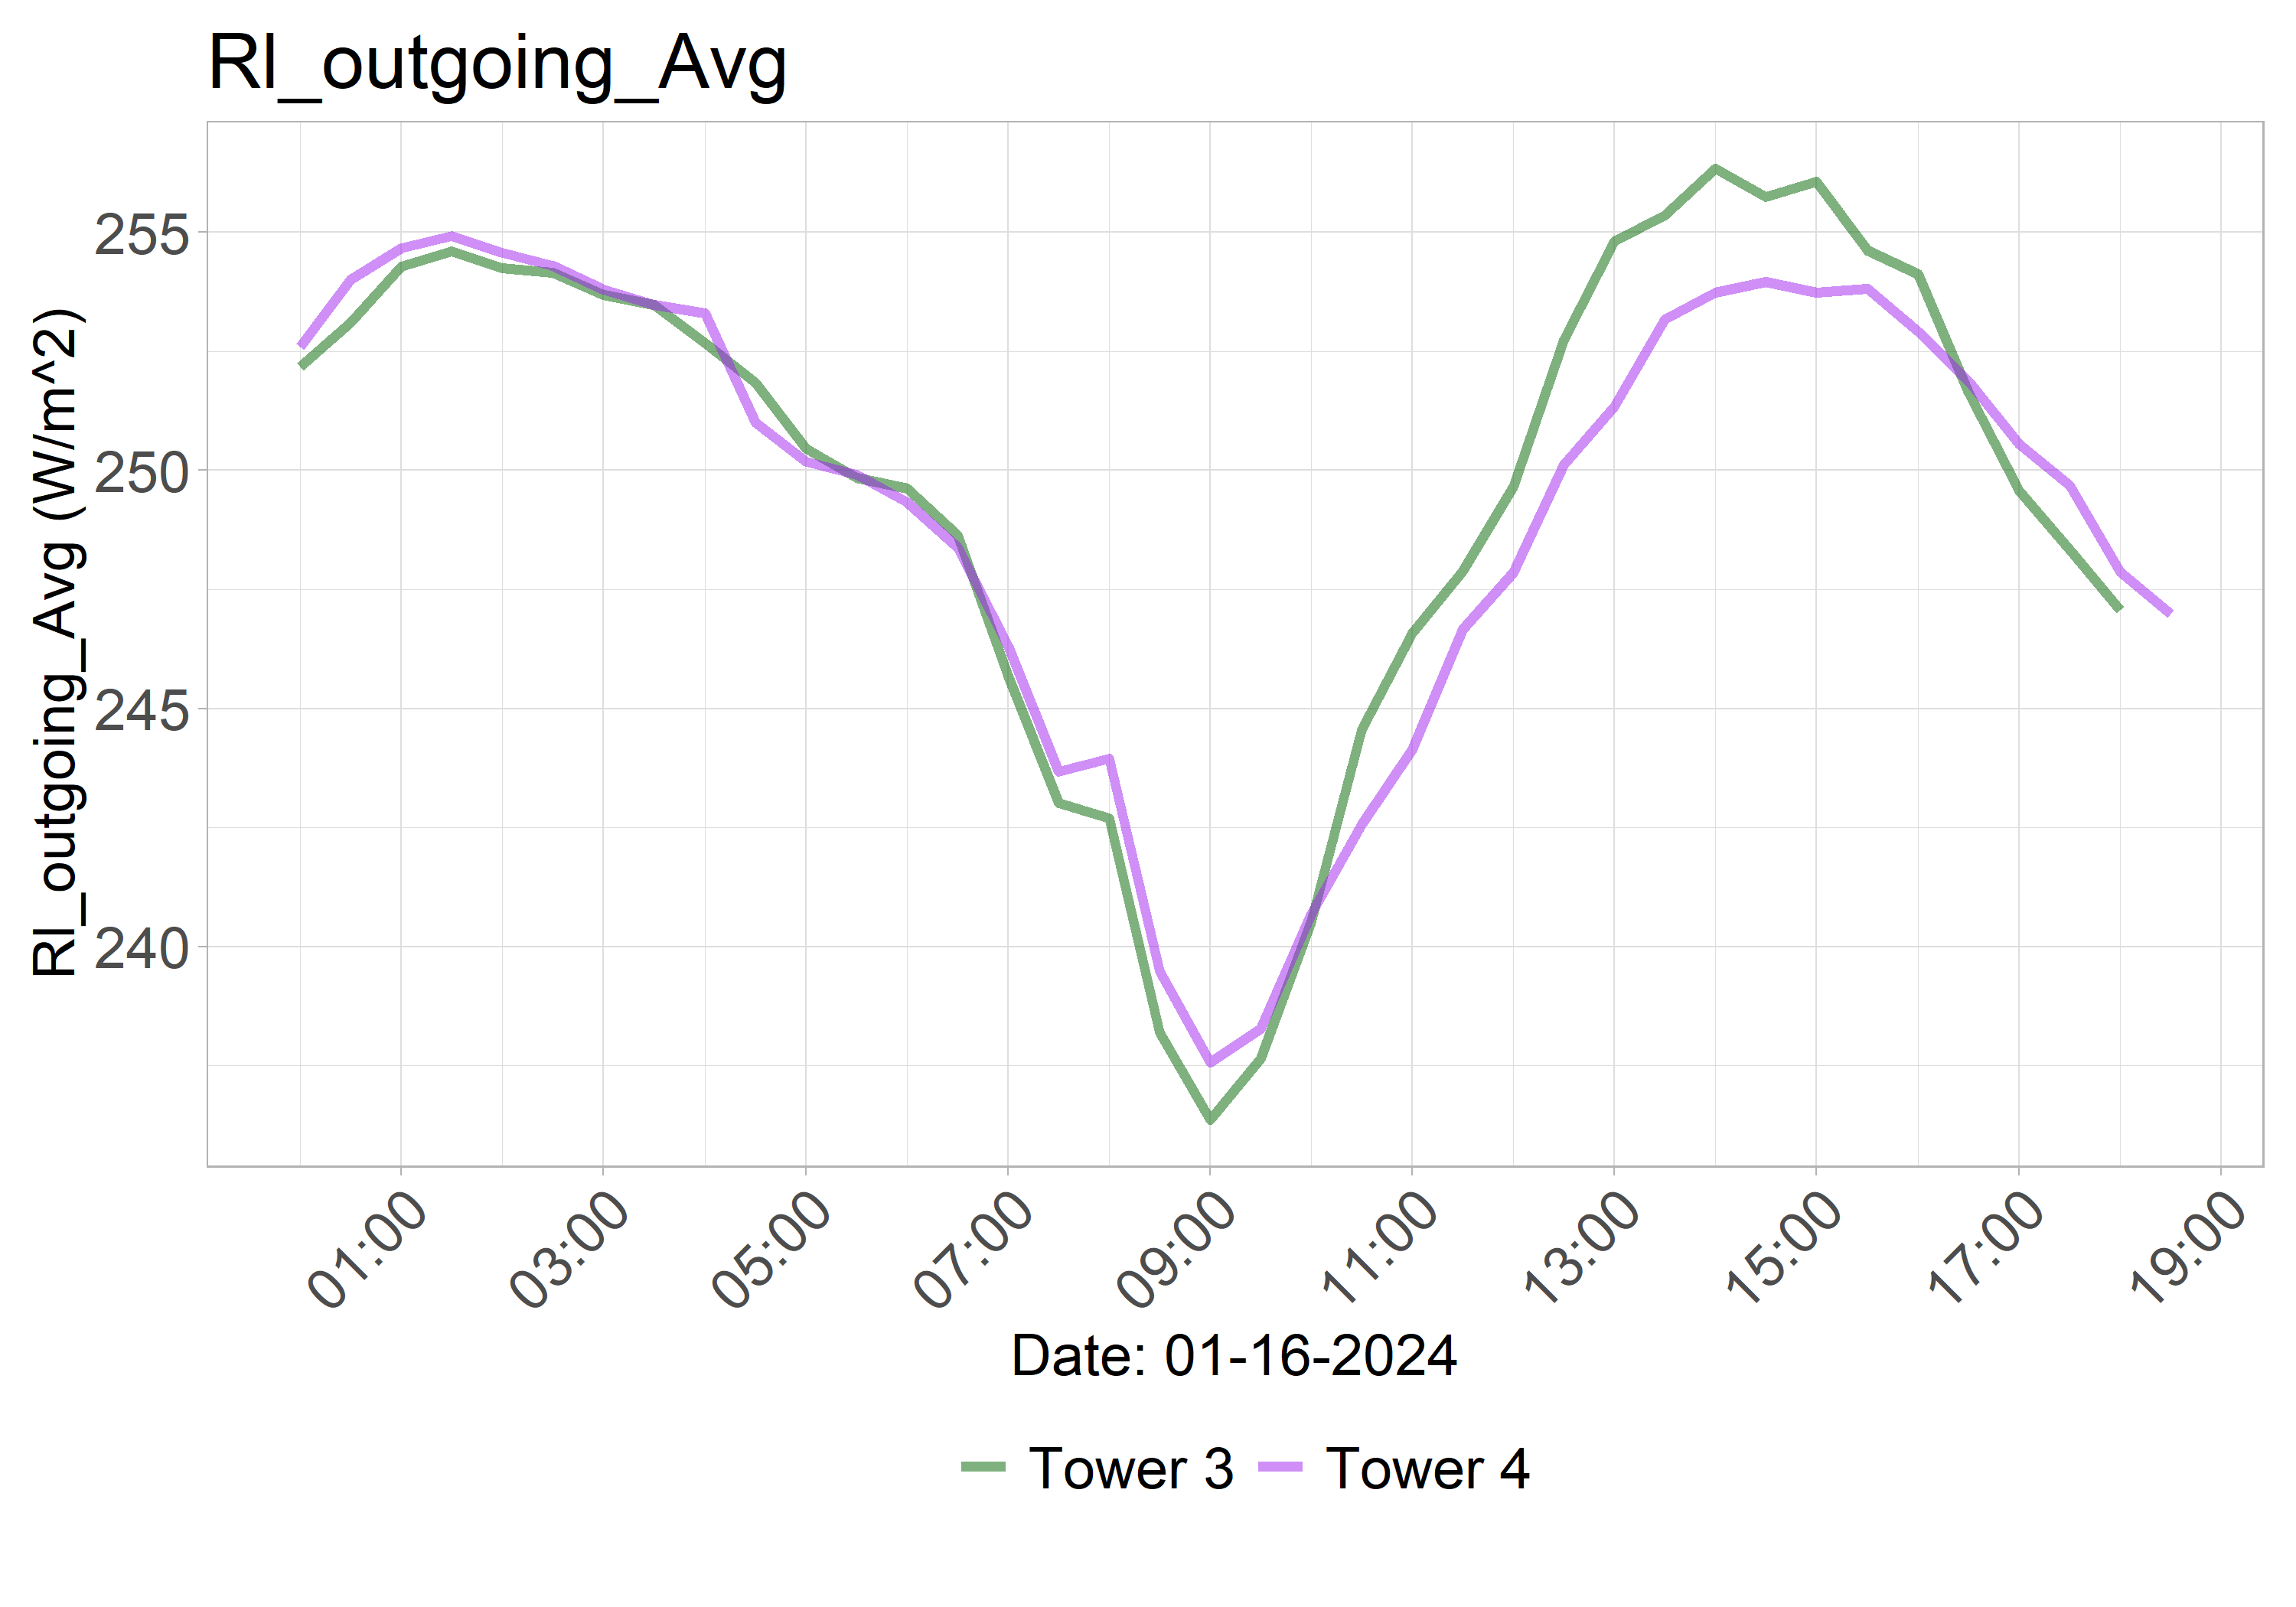 Rl_outgoing_Avg
Rl_outgoing_Avg (W/m^2)
255
250
245
240
01:00 03:00 05:00 07:00 09:00 11:00 13:00 15:00 17:00 19:00
Date: 01-16-2024
Tower 3 Tower 4